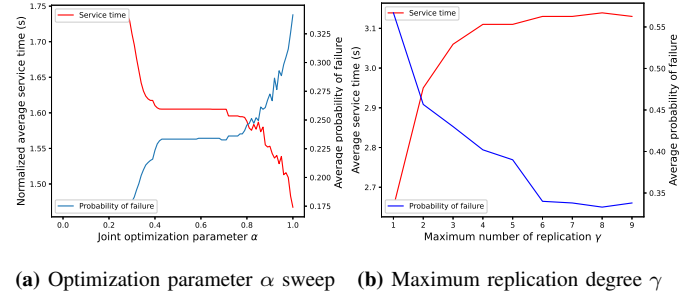 Normalized average service time (s)
1.75
1.70
1.65
1.60
1.55
1.50
Service time
Probability of failure
0.0 0.2 0.4 0.6 0.8 1.0
Joint optimization parameter α
0.350
0.325
0.300
0.275
0.250
0.225
0.200
0.175
Average probability of failure
Average service time (s)
3.1
3.0
2.9
2.8
2.7
Service time
Probability of failure
1 2 3 4 5 6 7 8 9
Maximum number of replication γ
0.55
0.50
0.45
0.40
0.35
Average probability of failure
(a) Optimization parameter α sweep
(b) Maximum replication degree γ